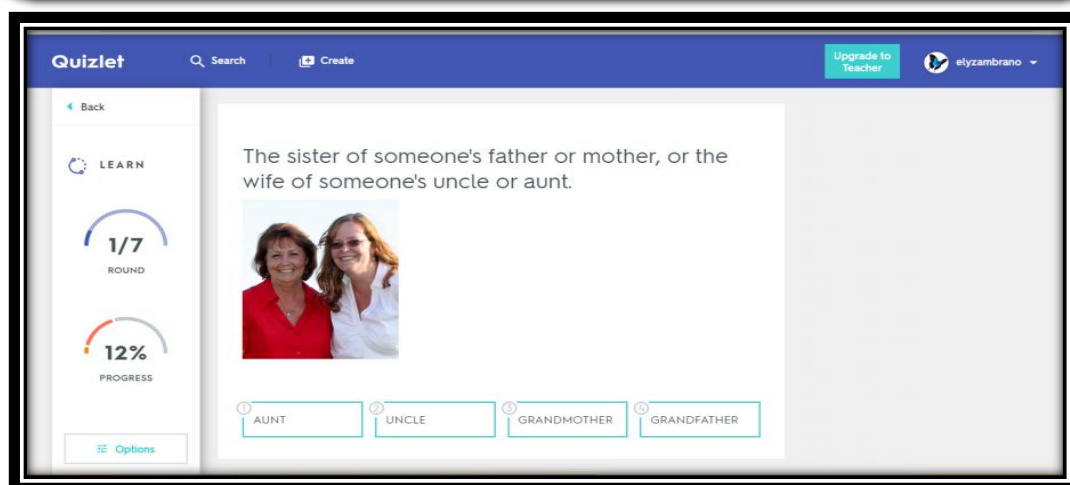 Quizlet
Search
Create
Upgrade to
Teacher
elyzambrano
Back
LEARN
1/7
ROUND
12%
PROGRESS
Options
The sister of someone's father or mother, or the
wife of someone's uncle or aunt.
1 AUNT
2 UNCLE
3 GRANDMOTHER
4 GRANDFATHER